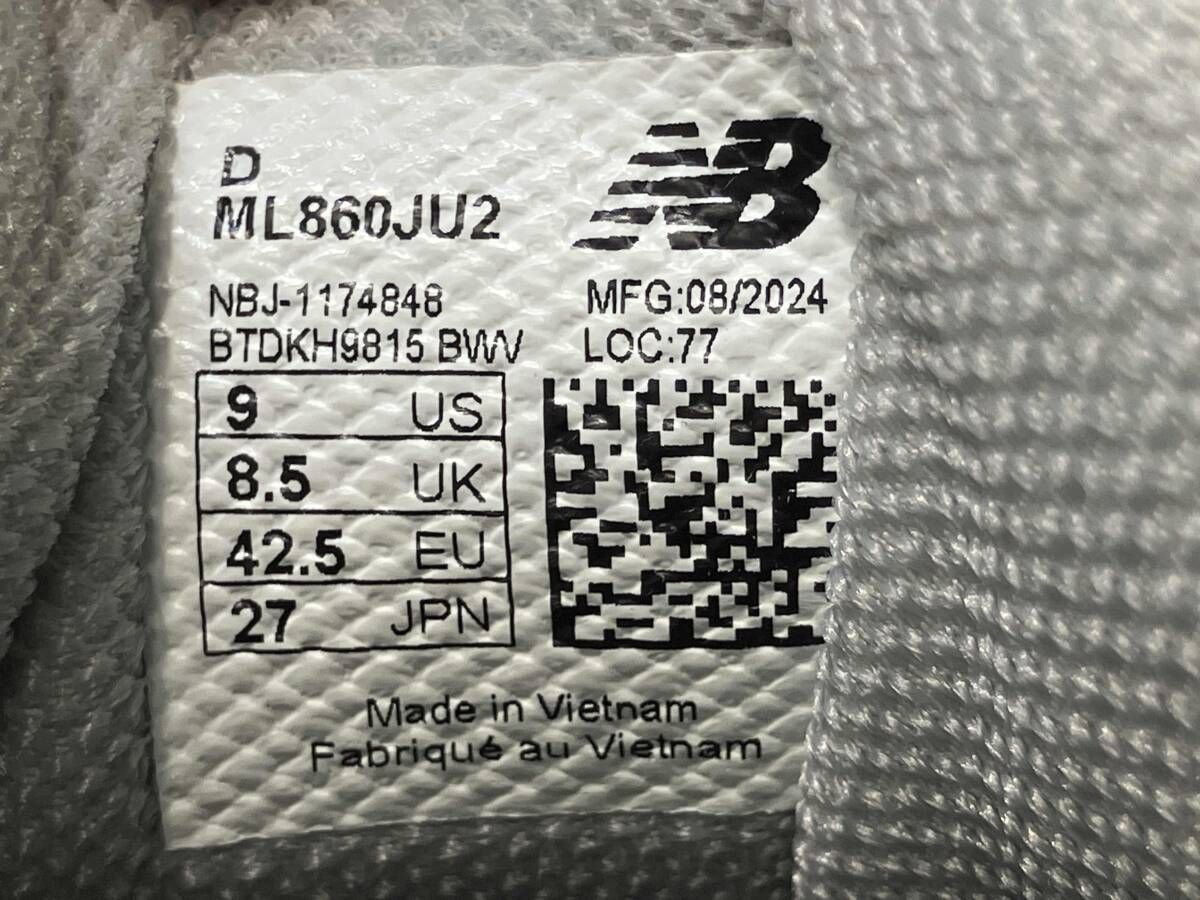 D
ML860JU2
NB
NBJ-1174848
MFG:08/2024
BTDKH9815 BWV
LOC:77
9 US
8.5 UK
42.5 EU
27 JPN
Made in Vietnam
Fabriqué au Vietnam